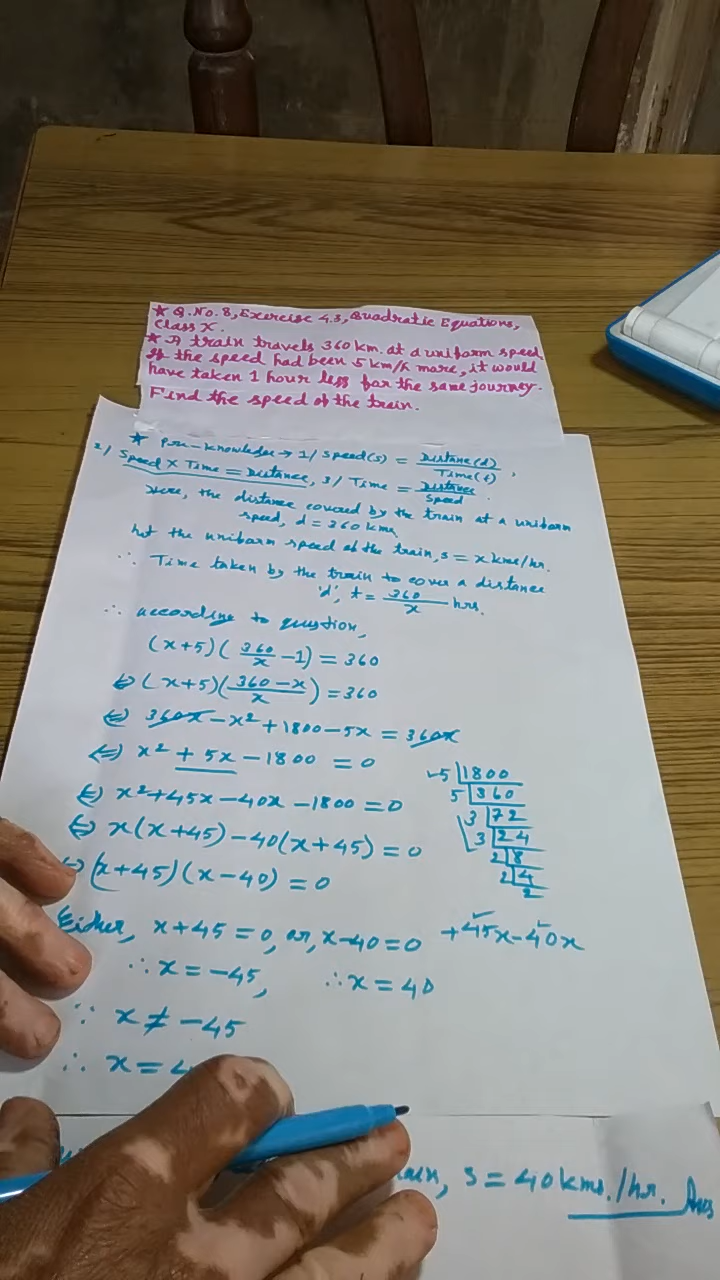 * Q.No. 8, Exercise 4.3, Quadratic Equations,
Class X.
* A train travels 360 km. at a uniform speed.
If the speed had been 5 km/h more, it would
have taken 1 hour less for the same journey.
Find the speed of the train.
* Pre-knowledge → 1/ Speed(s) = Distance(d)/Time(t),
2/ Speed × Time = Distance, 3/ Time = Distance/Speed.
Here, the distance covered by the train at a uniform
speed, d = 360 kms.
Let the uniform speed of the train, s = x kms/hr.
∴ Time taken by the train to cover a distance
'd', t = 360/x hrs.
∴ according to question,
(x+5)(360/x - 1) = 360
⇔ (x+5)((360-x)/x) = 360
⇔ 360x - x² + 1800 - 5x = 360x
⇔ x² + 5x - 1800 = 0
⇔ x² + 45x - 40x - 1800 = 0
⇔ x(x+45) - 40(x+45) = 0
⇔ (x+45)(x-40) = 0
Either, x+45 = 0, or, x-40 = 0
∴ x = -45, ∴ x = 40
∵ x ≠ -45
∴ x = 4
s = 40 kms./hr. Ans
5 | 1800
5 | 360
3 | 72
3 | 24
2 | 8
2 | 4
2
+45x - 40x